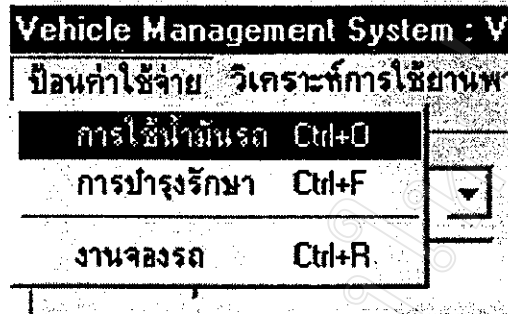 Vehicle Management System : V
ป้อนค่าใช้จ่าย วิเคราะห์การใช้ยานพา
การใช้น้ำมันรถ Ctrl+O
การบำรุงรักษา Ctrl+F
งานจองรถ Ctrl+R